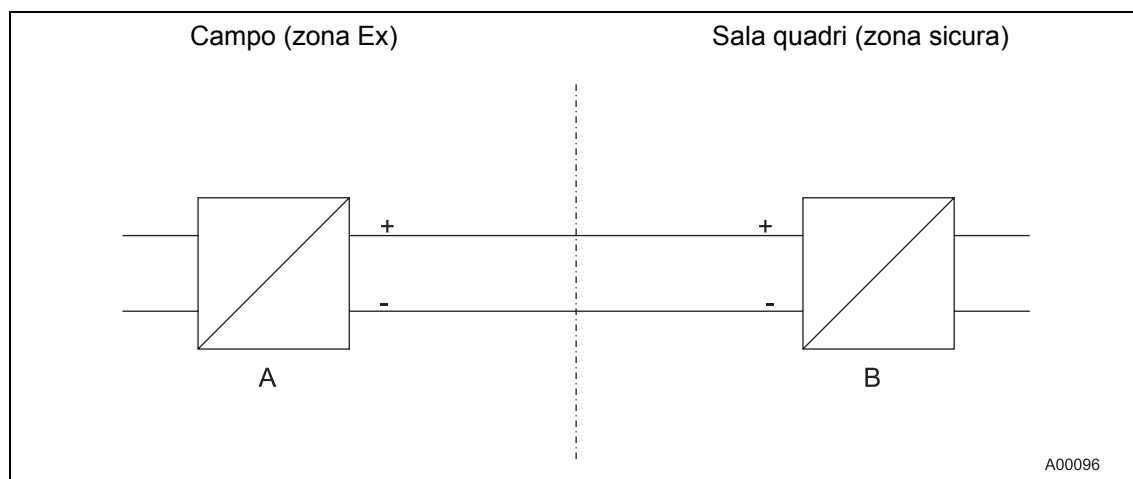 Campo (zona Ex)
Sala quadri (zona sicura)
+
+
-
-
A
B
A00096